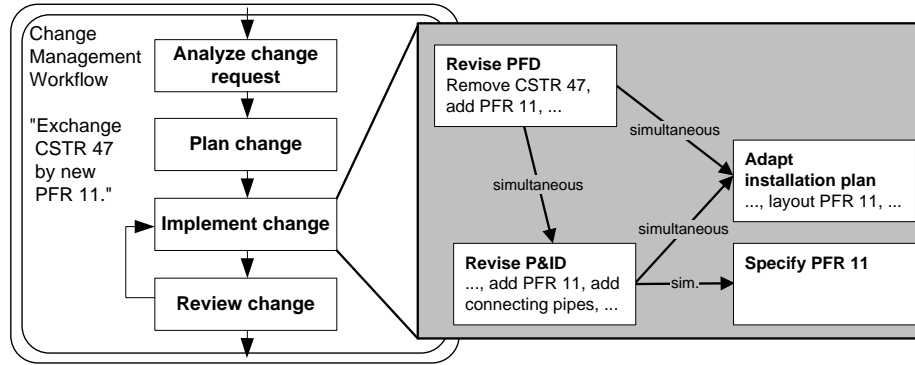 Change
Management
Workflow
"Exchange
CSTR 47
by new
PFR 11."
Analyze change
request
Plan change
Implement change
Review change
Revise PFD
Remove CSTR 47,
add PFR 11, ...
simultaneous
simultaneous
Adapt
installation plan
..., layout PFR 11, ...
simultaneous
Revise P&ID
..., add PFR 11, add
connecting pipes, ...
sim.
Specify PFR 11